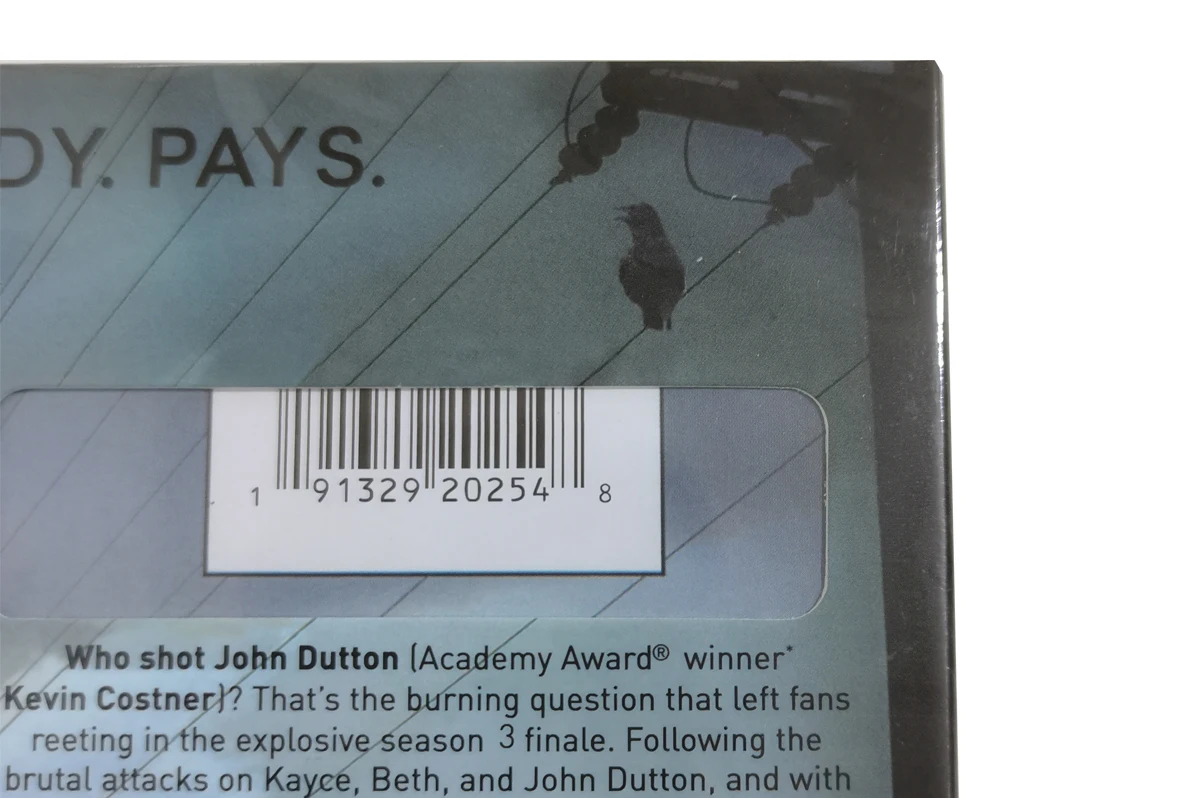 DY. PAYS.
1 91329 20254 8
Who shot John Dutton (Academy Award® winner*
Kevin Costner)? That's the burning question that left fans
reeting in the explosive season 3 finale. Following the
brutal attacks on Kayce, Beth, and John Dutton, and with